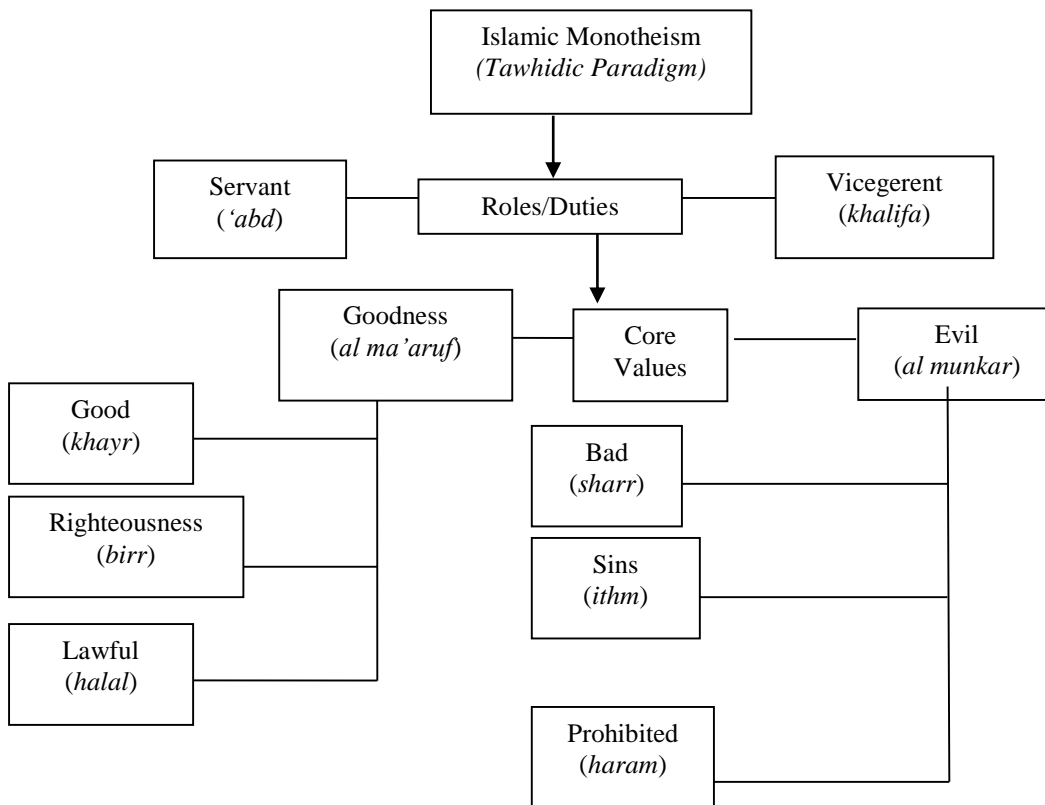 Islamic Monotheism
(Tawhidic Paradigm)
Servant
(‘abd)
Roles/Duties
Vicegerent
(khalifa)
Goodness
(al ma’aruf)
Core
Values
Evil
(al munkar)
Good
(khayr)
Righteousness
(birr)
Lawful
(halal)
Bad
(sharr)
Sins
(ithm)
Prohibited
(haram)